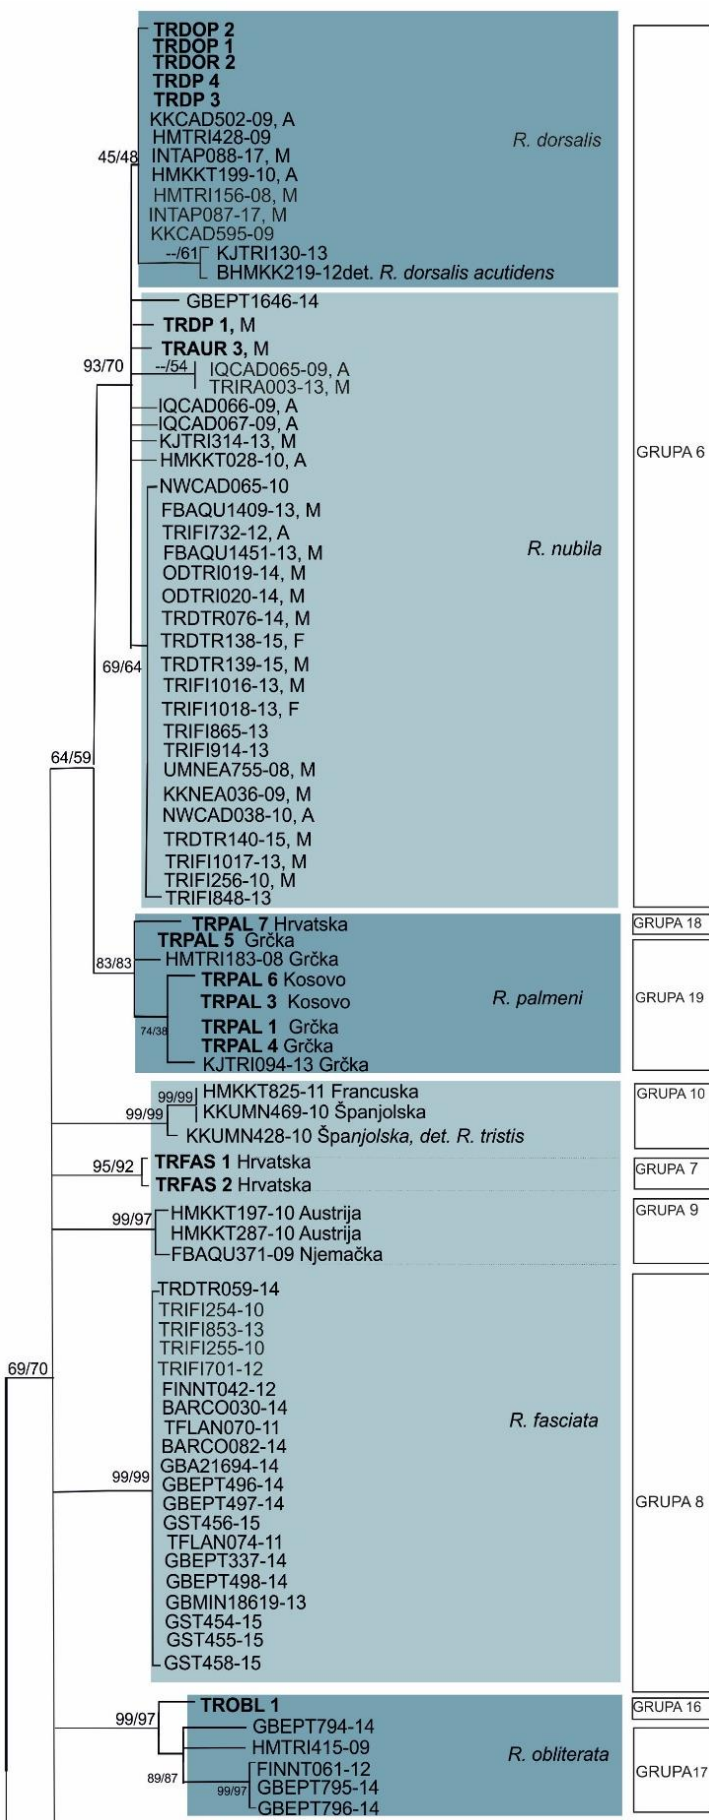 TRDOP 2
TRDOP 1
TRDOR 2
TRDP 4
TRDP 3
KKCAD502-09, A
HMTRI428-09
R. dorsalis
45/48
INTAP088-17, M
HMKKT199-10, A
HMTRI156-08, M
INTAP087-17, M
KKCAD595-09
--/61
KJTRI130-13
BHMKK219-12det. R. dorsalis acutidens
GBEPT1646-14
TRDP 1, M
TRAUR 3, M
93/70
--/54
IQCAD065-09, A
TRIRA003-13, M
IQCAD066-09, A
IQCAD067-09, A
KJTRI314-13, M
GRUPA 6
HMKKT028-10, A
NWCAD065-10
FBAQU1409-13, M
TRIFI732-12, A
FBAQU1451-13, M
R. nubila
ODTRI019-14, M
ODTRI020-14, M
TRDTR076-14, M
TRDTR138-15, F
69/64
TRDTR139-15, M
TRIFI1016-13, M
TRIFI1018-13, F
TRIFI865-13
TRIFI914-13
64/59
UMNEA755-08, M
KKNEA036-09, M
NWCAD038-10, A
TRDTR140-15, M
TRIFI1017-13, M
TRIFI256-10, M
TRIFI848-13
TRPAL 7 Hrvatska
GRUPA 18
TRPAL 5 Grčka
83/83
HMTRI183-08 Grčka
TRPAL 6 Kosovo
TRPAL 3 Kosovo
R. palmeni
GRUPA 19
74/38
TRPAL 1 Grčka
TRPAL 4 Grčka
KJTRI094-13 Grčka
99/99
HMKKT825-11 Francuska
GRUPA 10
99/99
KKUMN469-10 Španjolska
KKUMN428-10 Španjolska, det. R. tristis
95/92
TRFAS 1 Hrvatska
GRUPA 7
TRFAS 2 Hrvatska
99/97
HMKKT197-10 Austrija
GRUPA 9
HMKKT287-10 Austrija
FBAQU371-09 Njemačka
TRDTR059-14
TRIFI254-10
TRIFI853-13
TRIFI255-10
69/70
TRIFI701-12
FINNT042-12
BARCO030-14
R. fasciata
TFLAN070-11
BARCO082-14
GBA21694-14
99/99
GBEPT496-14
GBEPT497-14
GRUPA 8
GST456-15
TFLAN074-11
GBEPT337-14
GBEPT498-14
GBMIN18619-13
GST454-15
GST455-15
GST458-15
TROBL 1
GRUPA 16
99/97
GBEPT794-14
HMTRI415-09
R. obliterata
FINNT061-12
GRUPA17
89/87
99/97
GBEPT795-14
GBEPT796-14